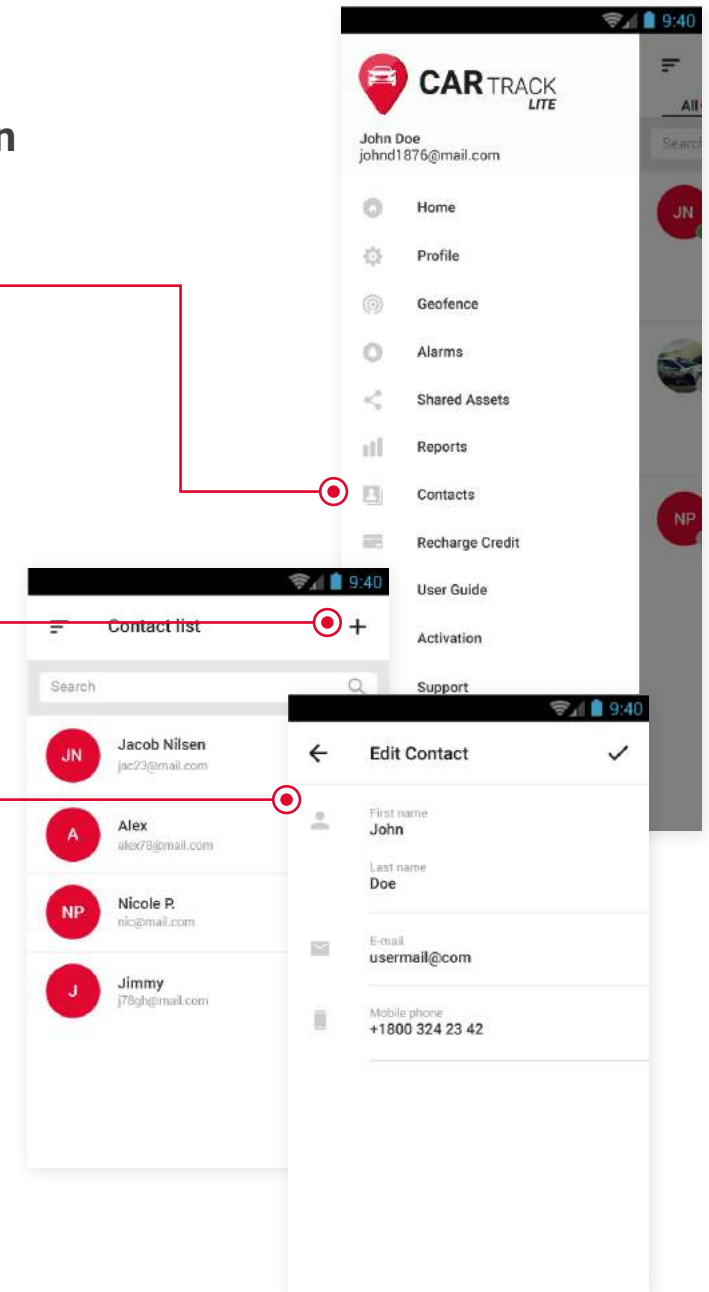 n
9:40
CAR TRACK
LITE
John Doe
johnd1876@mail.com
All
Search
Home
JN
Profile
Geofence
Alarms
Shared Assets
Reports
Contacts
NP
Recharge Credit
User Guide
Activation
Support
9:40
Contact list
Search
JN
Jacob Nilsen
jac23@mail.com
A
Alex
alex78@mail.com
NP
Nicole P.
nic@mail.com
J
Jimmy
j78gh@mail.com
9:40
Edit Contact
First name
John
Last name
Doe
E-mail
usermail@com
Mobile phone
+1800 324 23 42